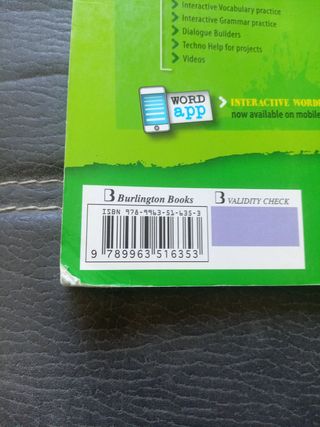 Interactive Vocabulary practice
Interactive Grammar practice
Dialogue Builders
Techno Help for projects
Videos
WORD
app
INTERACTIVE
now available on mobile
B Burlington Books
ISBN 978-9963-51-635-3
9 789963 516353
B VALIDITY CHECK